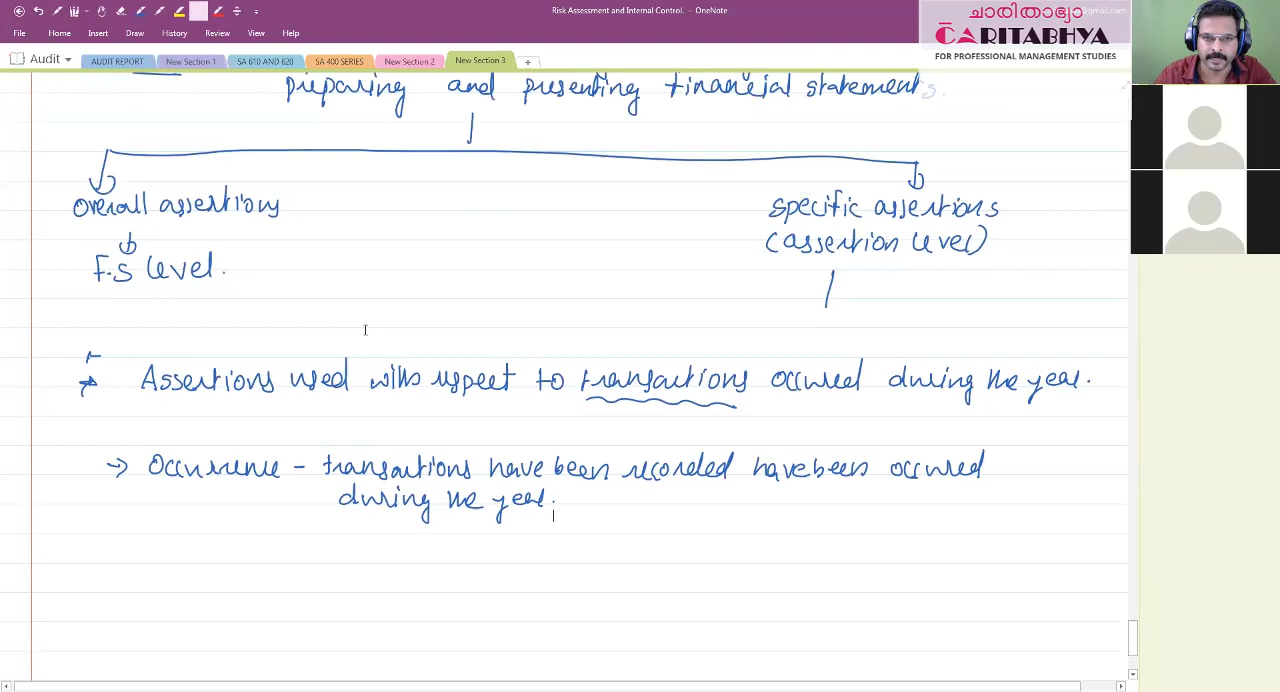 Risk Assessment and Internal Control. - OneNote
File Home Insert Draw History Review View Help
Audit AUDIT REPORT New Section 1 SA 610 AND 620 SA 400 SERIES New Section 2 New Section 3 +
ചാരിതാഭ്യാ
CARITABHYA
FOR PROFESSIONAL MANAGEMENT STUDIES
@gmail.com
preparing and presenting financial statements.
overall assertions
F.S level.
specific assertions
(assertion level)
Assertions used with respect to transactions occured during the year.
→ Occurrence - transactions have been recorded have been occured
during the year.